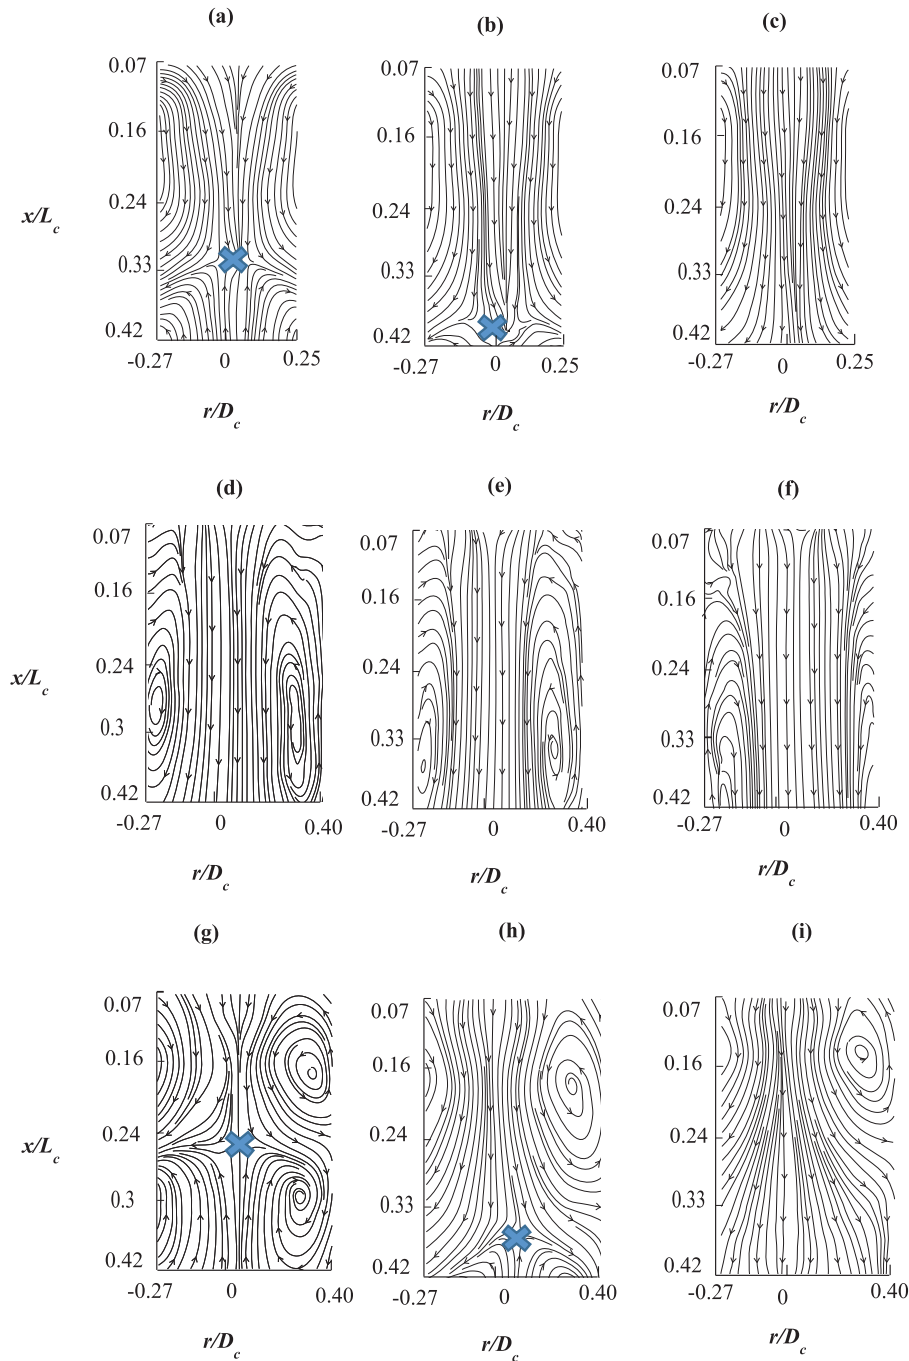 (a) (b) (c)
0.07 0.07 0.07
0.16 0.16 0.16
0.24 0.24 0.24
x/Lc
0.33 0.33 0.33
0.42 0.42 0.42
-0.27 0 0.25 -0.27 0 0.25 -0.27 0 0.25
r/Dc r/Dc r/Dc
(d) (e) (f)
0.07 0.07 0.07
0.16 0.16 0.16
0.24 0.24 0.24
x/Lc
0.3 0.33 0.33
0.42 0.42 0.42
-0.27 0 0.40 -0.27 0 0.40 -0.27 0 0.40
r/Dc r/Dc r/Dc
(g) (h) (i)
0.07 0.07 0.07
0.16 0.16 0.16
0.24 0.24 0.24
x/Lc
0.3 0.33 0.33
0.42 0.42 0.42
-0.27 0 0.40 -0.27 0 0.40 -0.27 0 0.40
r/Dc r/Dc r/Dc